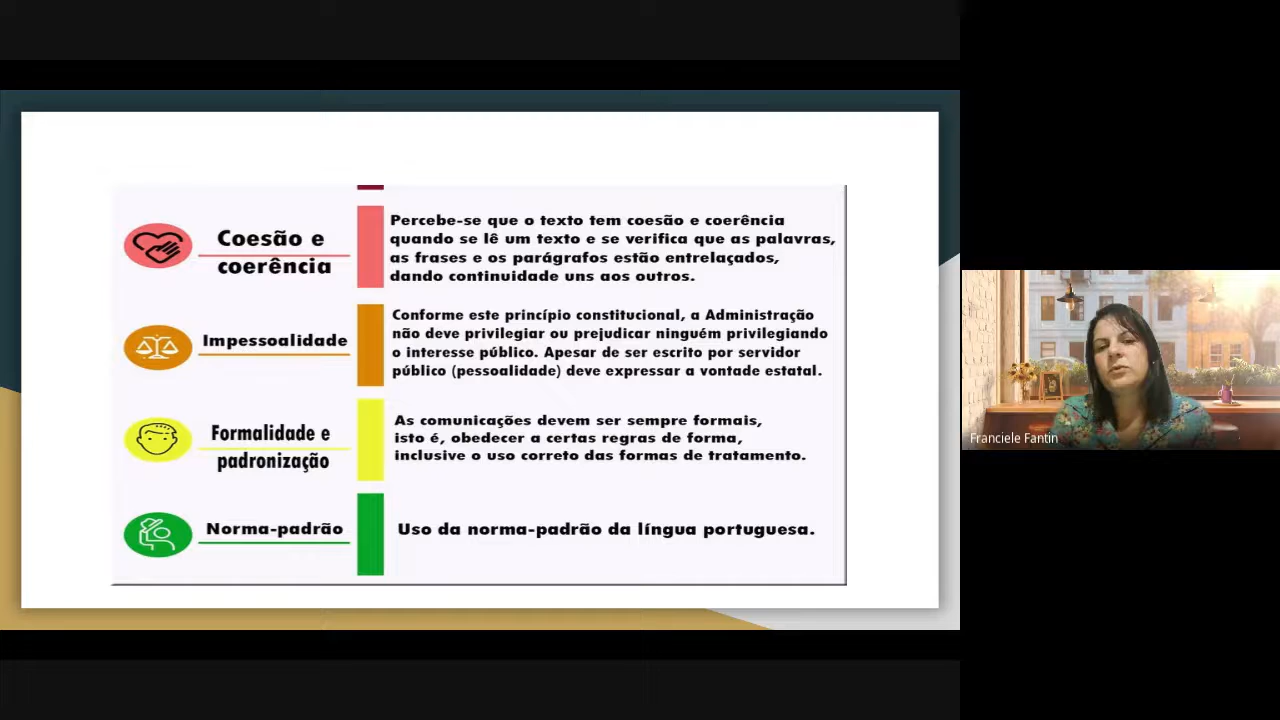 Coesão e
coerência
Percebe-se que o texto tem coesão e coerência
quando se lê um texto e se verifica que as palavras,
as frases e os parágrafos estão entrelaçados,
dando continuidade uns aos outros.
Impessoalidade
Conforme este princípio constitucional, a Administração
não deve privilegiar ou prejudicar ninguém privilegiando
o interesse público. Apesar de ser escrito por servidor
público (pessoalidade) deve expressar a vontade estatal.
Formalidade e
padronização
As comunicações devem ser sempre formais,
isto é, obedecer a certas regras de forma,
inclusive o uso correto das formas de tratamento.
Norma-padrão
Uso da norma-padrão da língua portuguesa.
Franciele Fantin